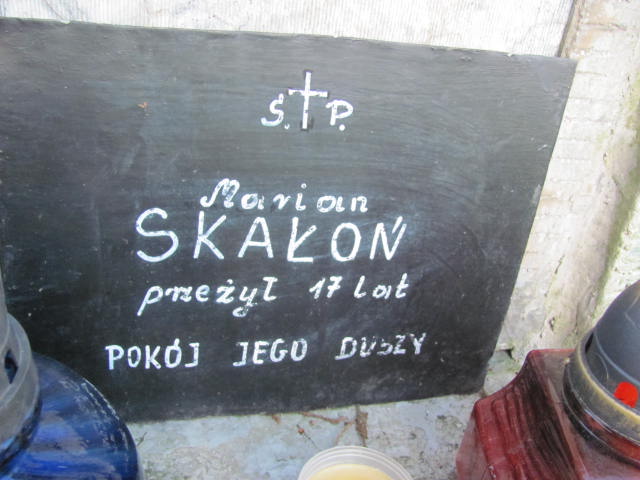 Ś. P.
Marian
SKAŁOŃ
przeżył 17 lat
POKÓJ JEGO DUSZY